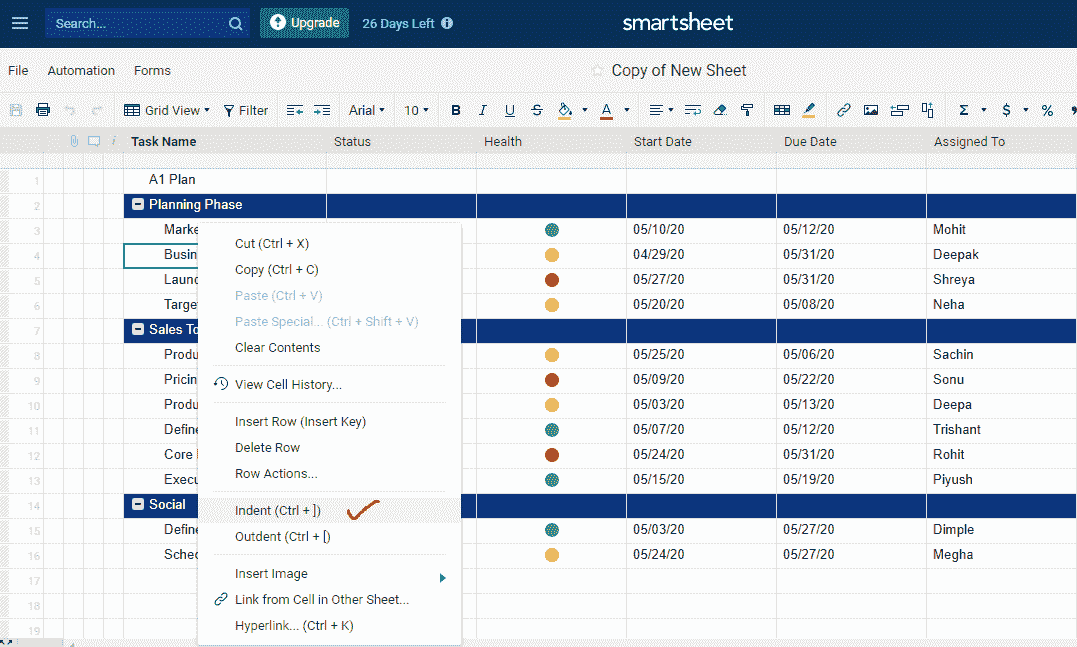 Search... Upgrade 26 Days Left smartsheet
File Automation Forms Copy of New Sheet
Grid View Filter Arial 10 B I U S A Σ $ %
Task Name Status Health Start Date Due Date Assigned To
1 A1 Plan
2 Planning Phase
3 Marke 05/10/20 05/12/20 Mohit
4 Busin 04/29/20 05/31/20 Deepak
5 Laun 05/27/20 05/31/20 Shreya
6 Targe 05/20/20 05/08/20 Neha
7 Sales To
8 Produ 05/25/20 05/06/20 Sachin
9 Pricin 05/09/20 05/22/20 Sonu
10 Produ 05/03/20 05/13/20 Deepa
11 Define 05/07/20 05/12/20 Trishant
12 Core 05/24/20 05/31/20 Rohit
13 Execu 05/15/20 05/19/20 Piyush
14 Social
15 Define 05/03/20 05/27/20 Dimple
16 Sched 05/24/20 05/27/20 Megha
17
18
19
Cut (Ctrl + X)
Copy (Ctrl + C)
Paste (Ctrl + V)
Paste Special... (Ctrl + Shift + V)
Clear Contents
View Cell History...
Insert Row (Insert Key)
Delete Row
Row Actions...
Indent (Ctrl + ])
Outdent (Ctrl + [)
Insert Image
Link from Cell in Other Sheet...
Hyperlink... (Ctrl + K)